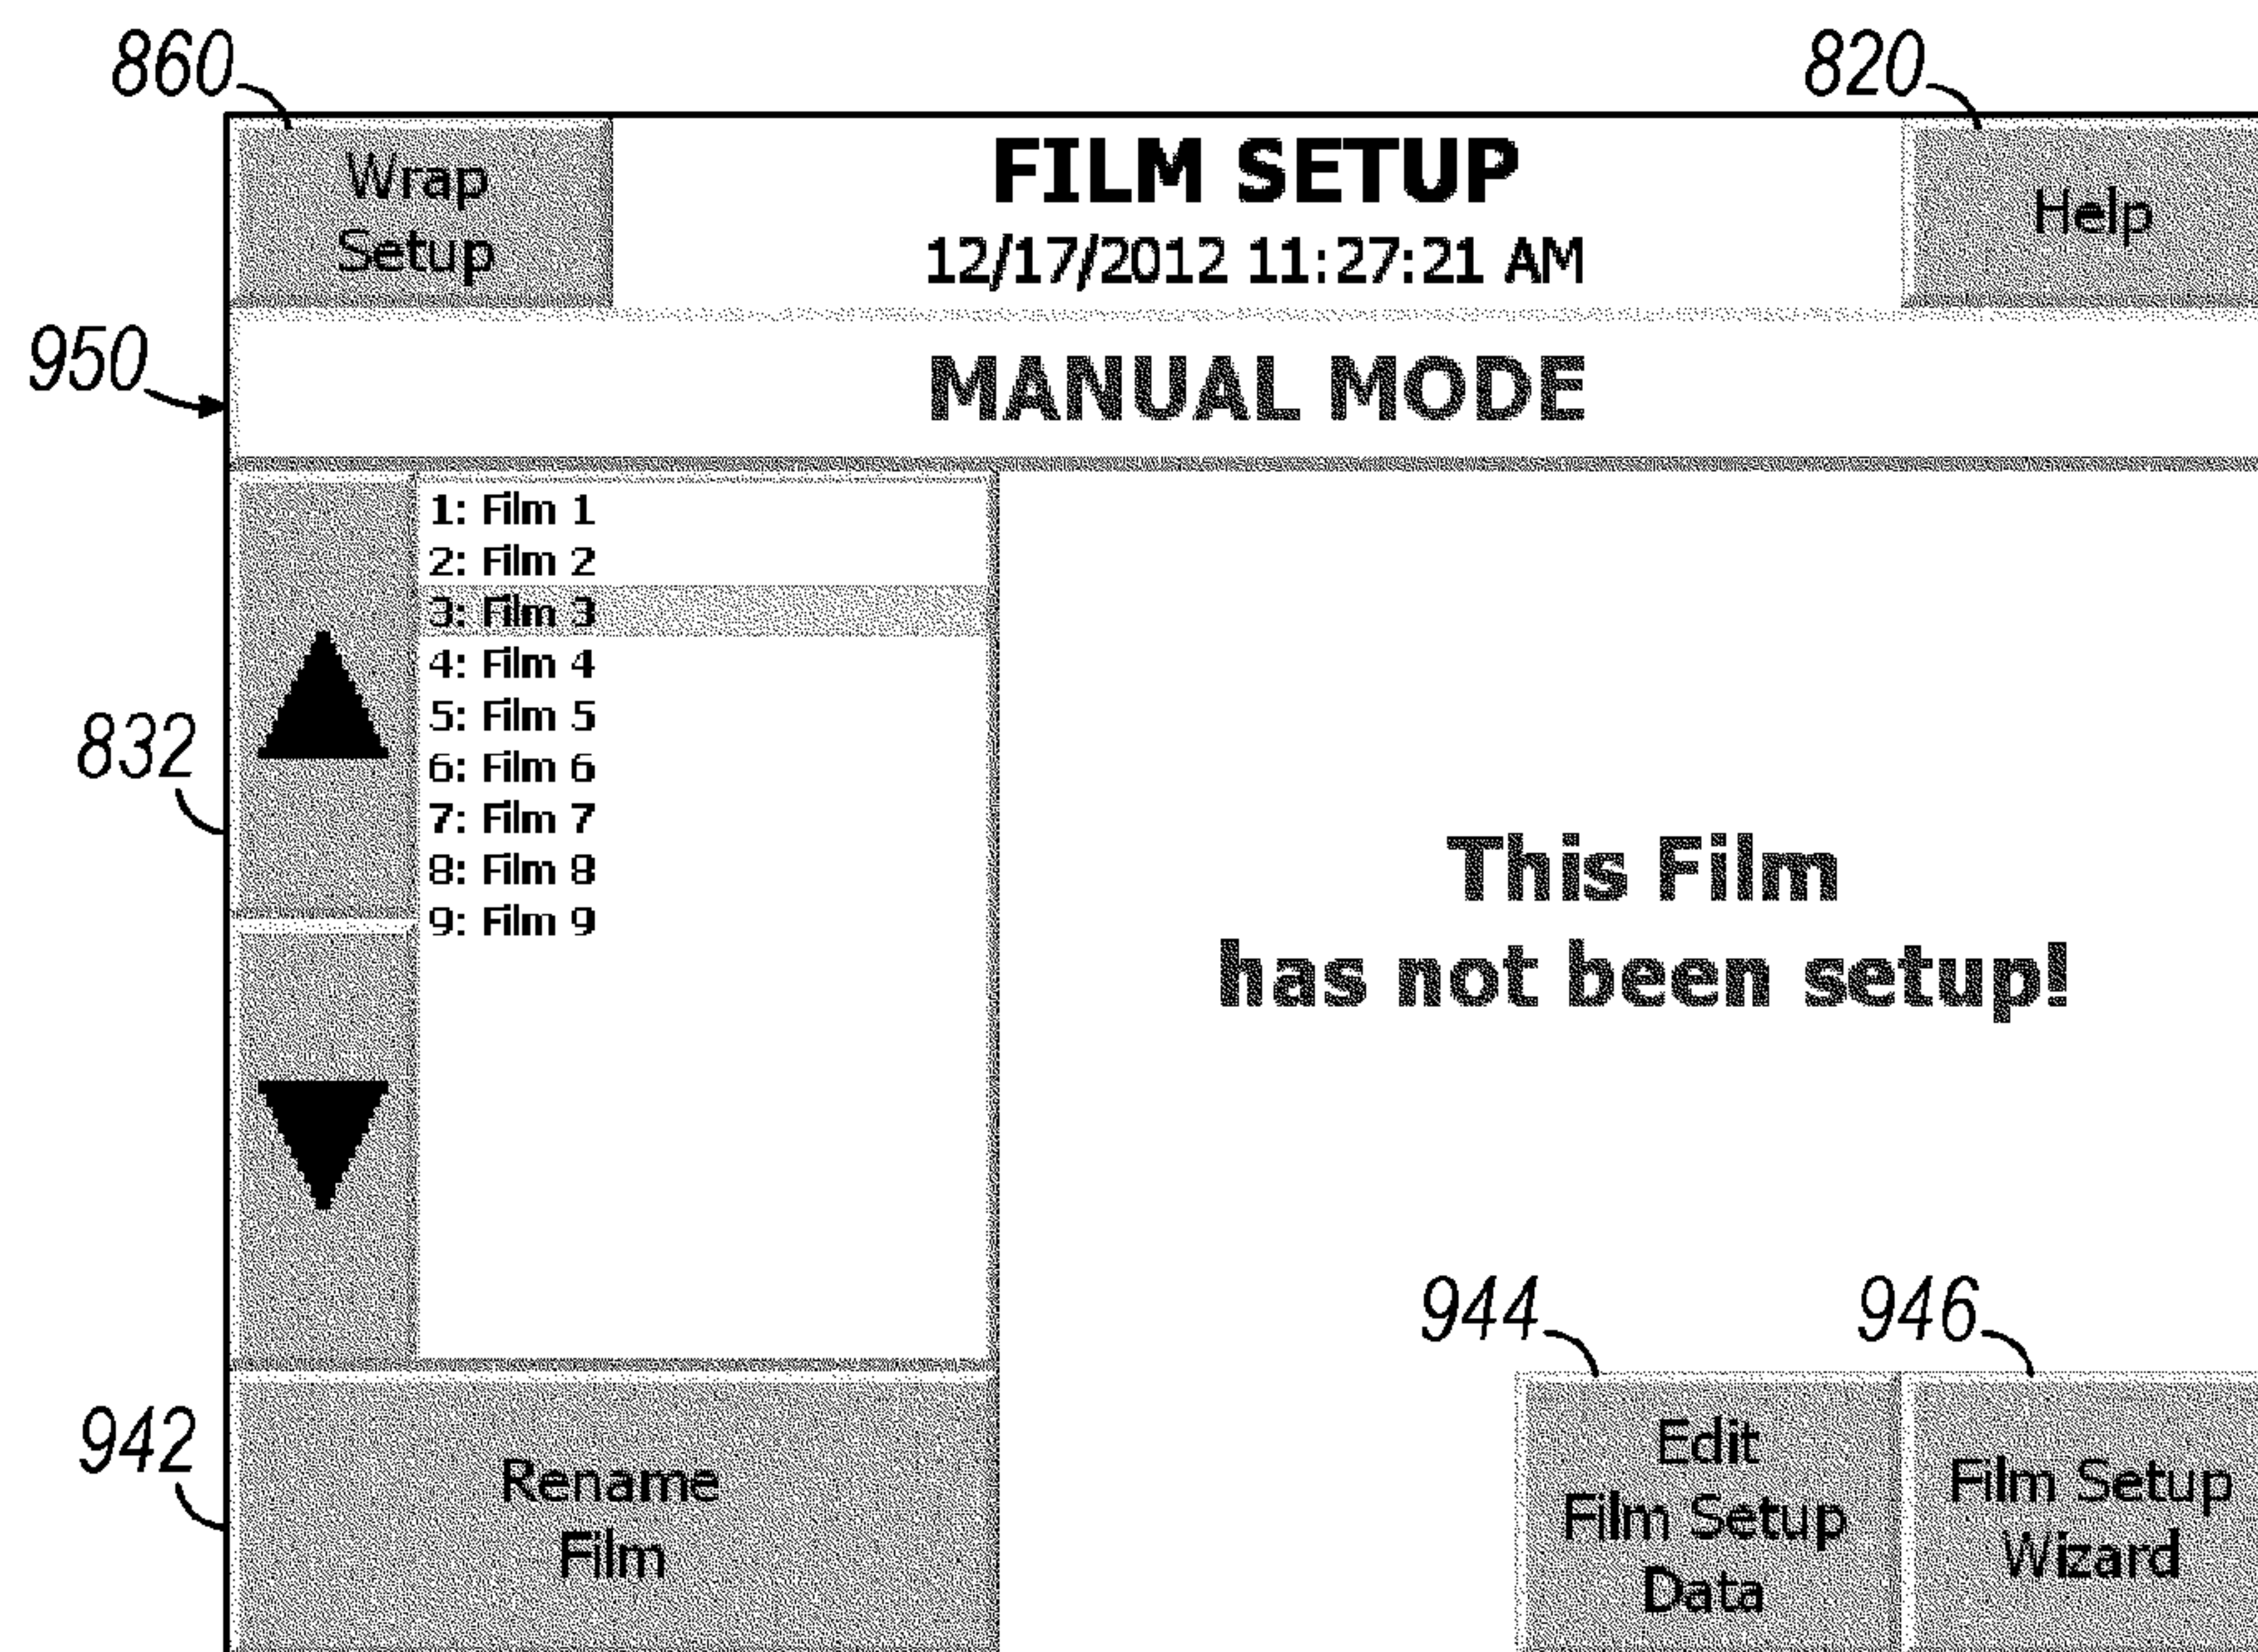 860
820
Wrap
Setup
FILM SETUP
12/17/2012 11:27:21 AM
Help
950
MANUAL MODE
1: Film 1
2: Film 2
3: Film 3
4: Film 4
5: Film 5
6: Film 6
7: Film 7
8: Film 8
9: Film 9
832
This Film
has not been setup!
944
946
942
Rename
Film
Edit
Film Setup
Data
Film Setup
Wizard